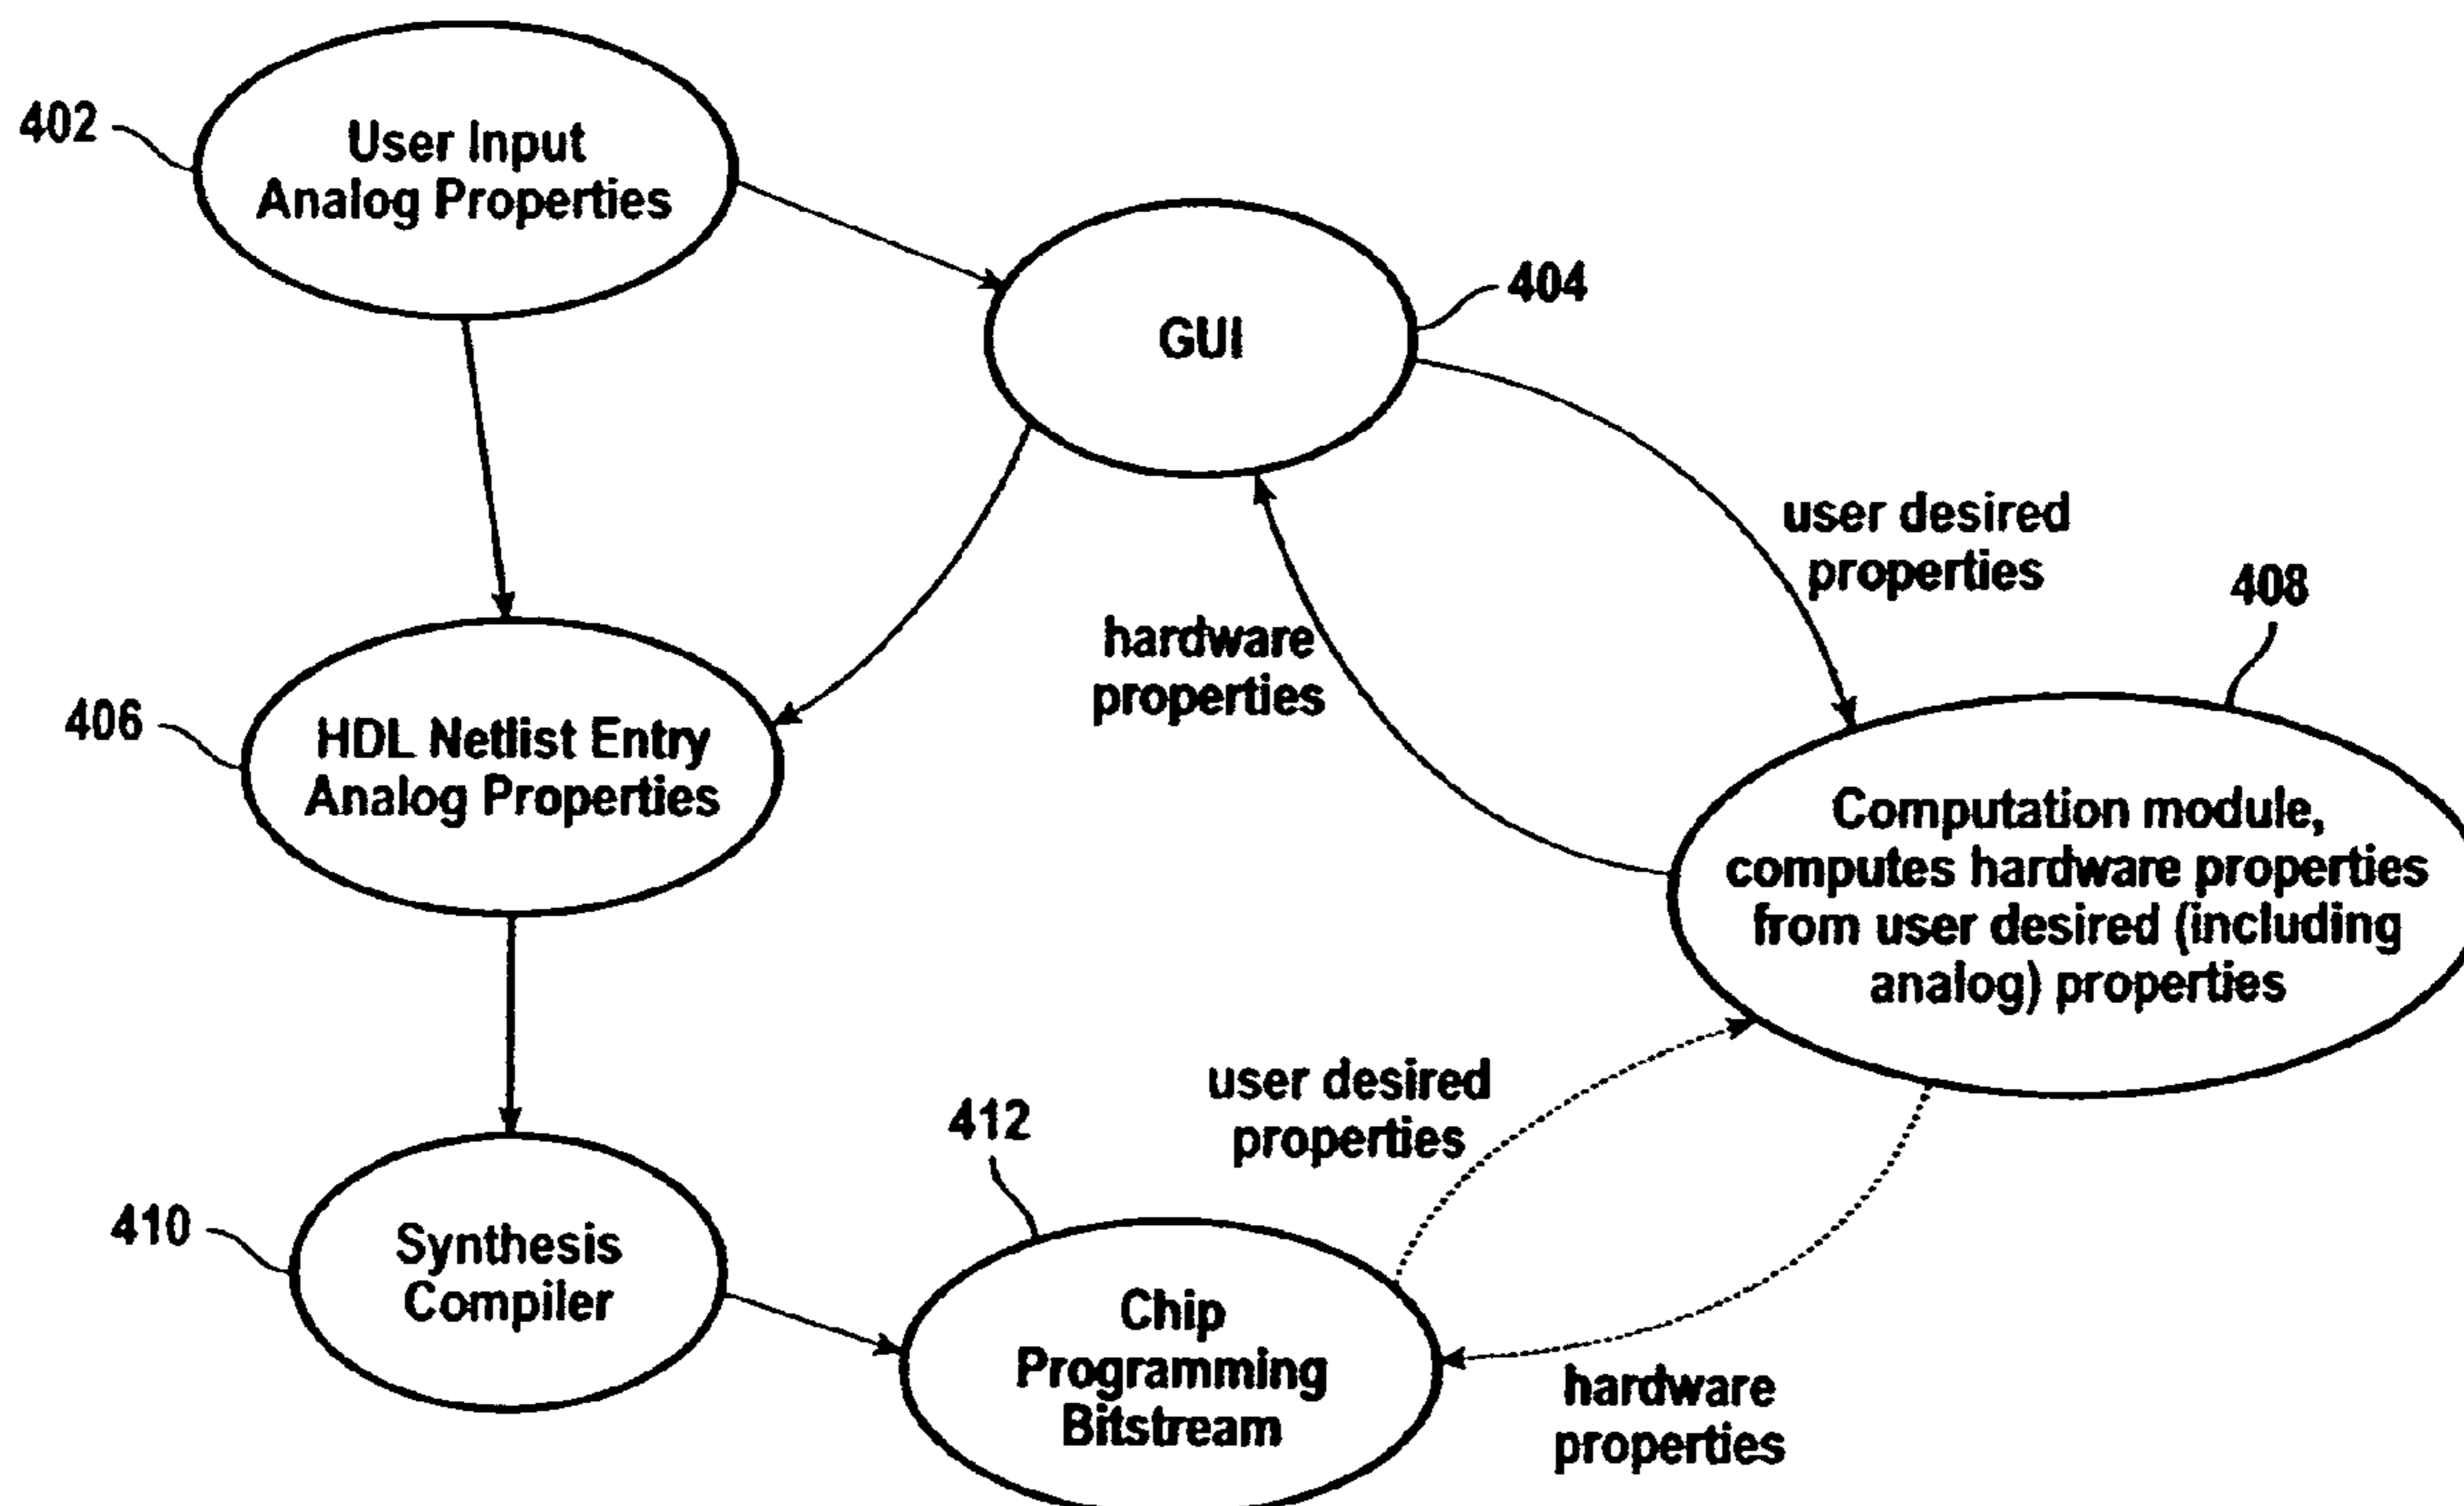 402
User Input
Analog Properties
GUI
404
user desired
properties
408
hardware
properties
406
HDL Netlist Entry
Analog Properties
Computation module,
computes hardware properties
from user desired (including
analog) properties
user desired
properties
412
410
Synthesis
Compiler
Chip
Programming
Bitstream
hardware
properties